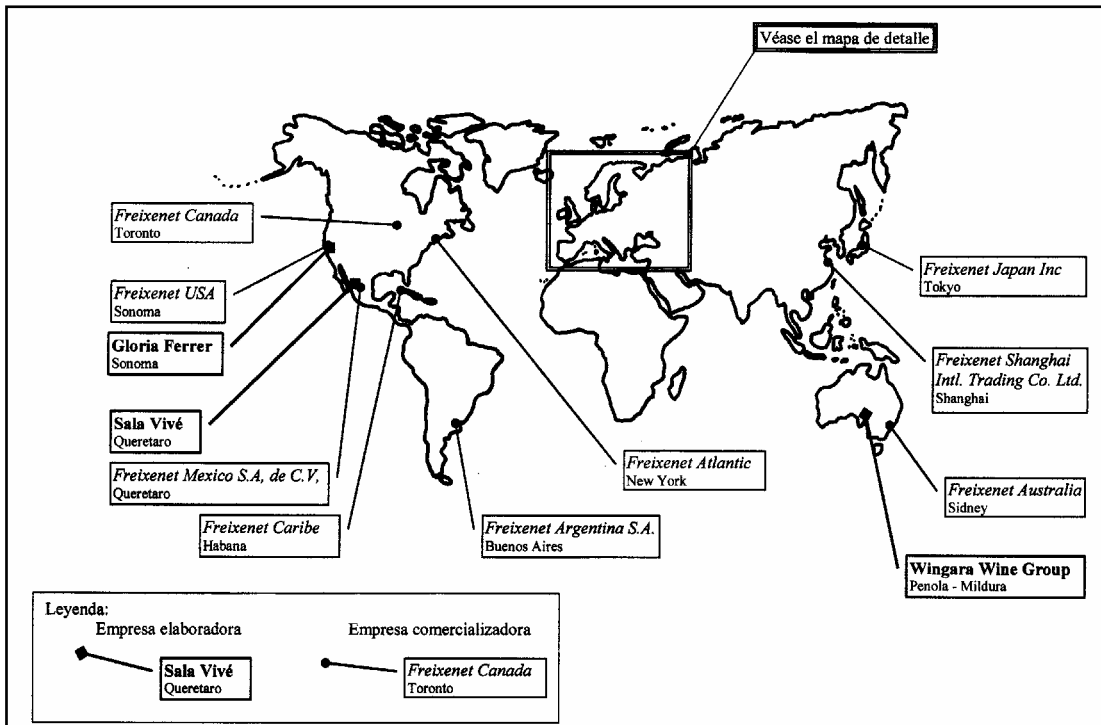 Véase el mapa de detalle
Freixenet Canada
Toronto
Freixenet USA
Sonoma
Gloria Ferrer
Sonoma
Sala Vivé
Queretaro
Freixenet Mexico S.A, de C.V,
Queretaro
Freixenet Caribe
Habana
Freixenet Argentina S.A.
Buenos Aires
Freixenet Atlantic
New York
Freixenet Japan Inc
Tokyo
Freixenet Shanghai
Intl. Trading Co. Ltd.
Shanghai
Freixenet Australia
Sidney
Wingara Wine Group
Penola - Mildura
Leyenda:
Empresa elaboradora
Sala Vivé
Queretaro
Empresa comercializadora
Freixenet Canada
Toronto